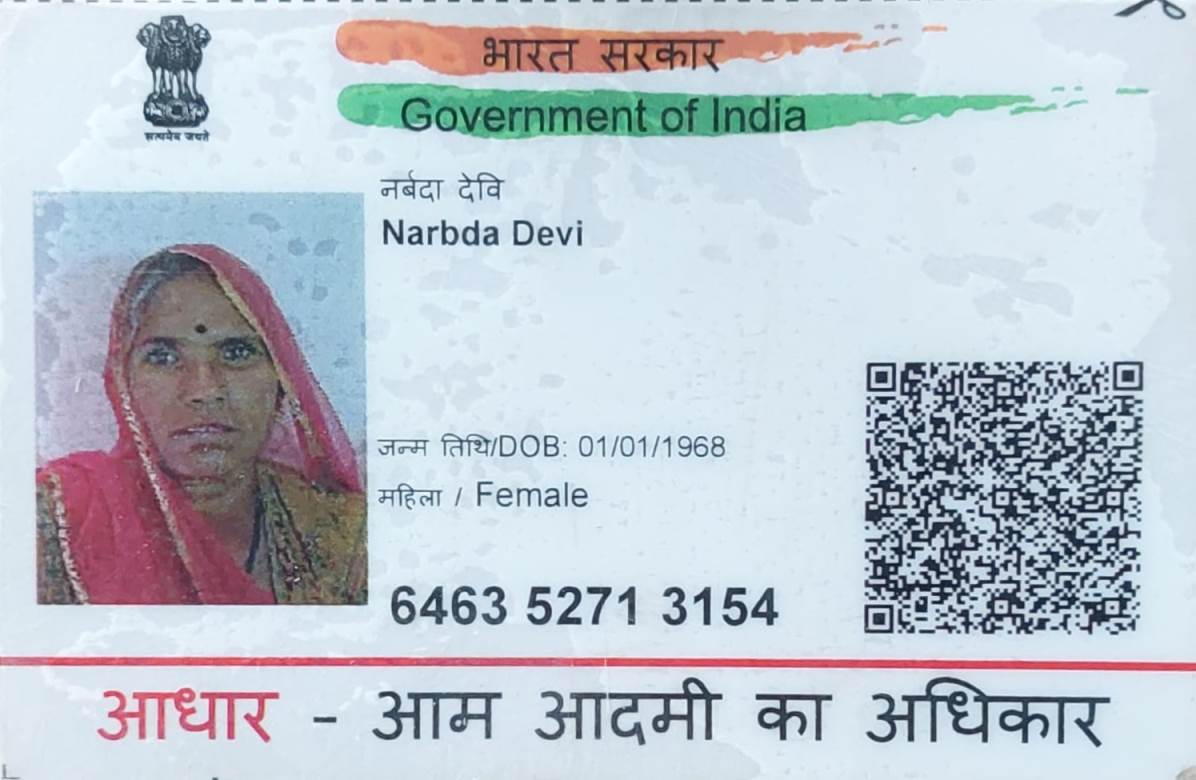 भारत सरकार
Government of India
सत्यमेव जयते
नर्बदा देवि
Narbda Devi
जन्म तिथि/DOB: 01/01/1968
महिला / Female
6463 5271 3154
आधार - आम आदमी का अधिकार